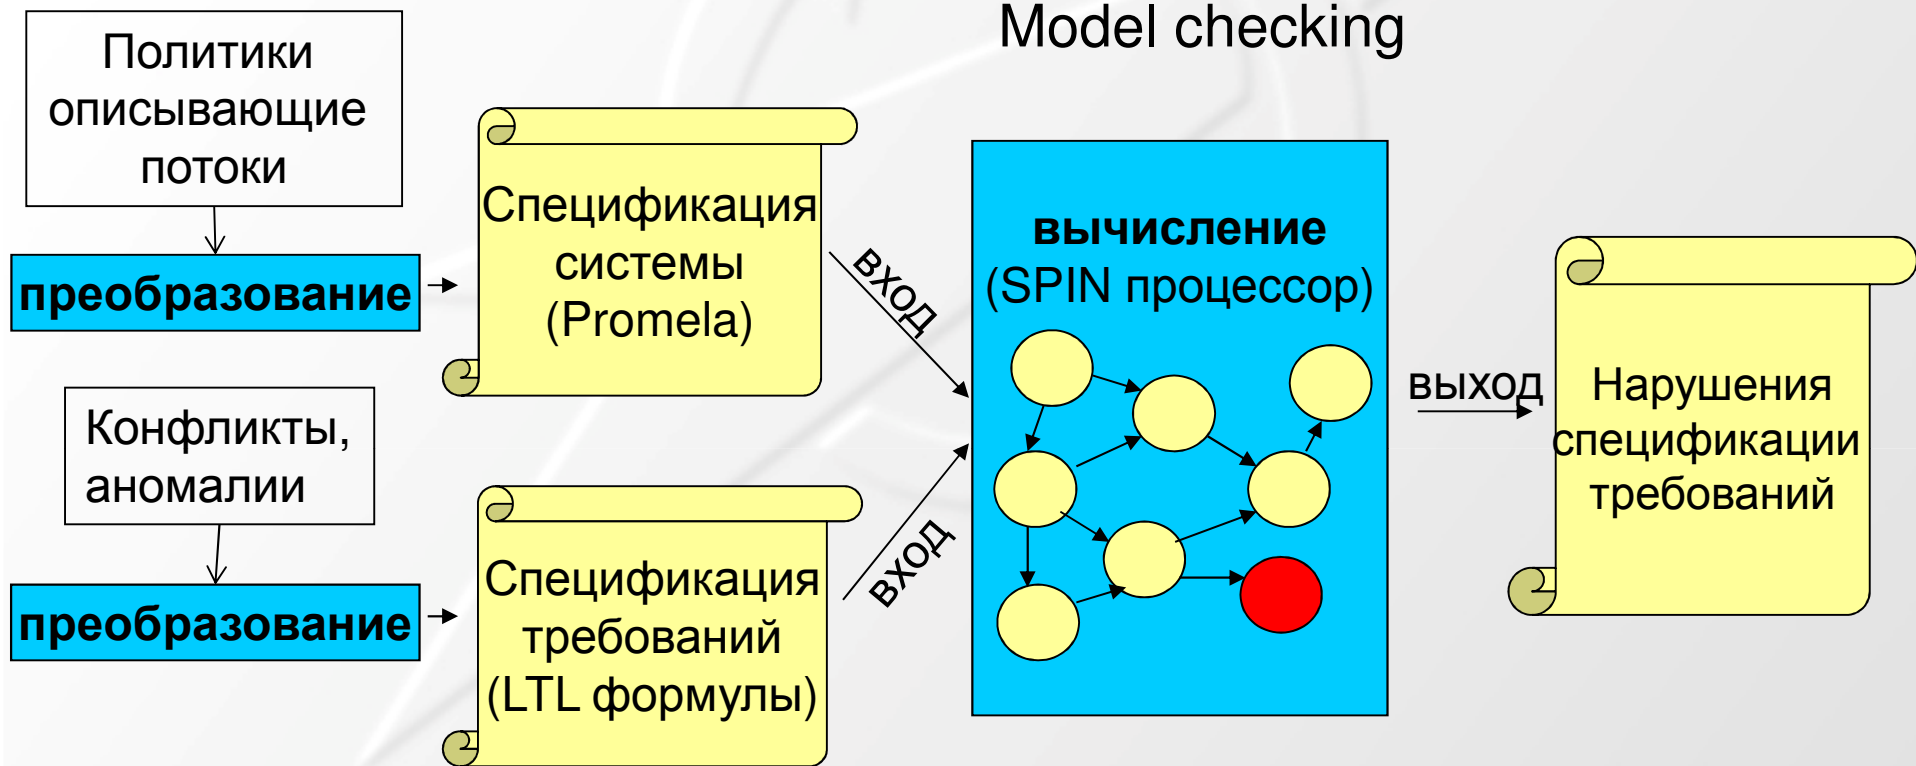 Model checking
Политики
описывающие
потоки
преобразование
Спецификация
системы
(Promela)
вход
Конфликты,
аномалии
преобразование
Спецификация
требований
(LTL формулы)
вход
вычисление
(SPIN процессор)
выход
Нарушения
спецификации
требований